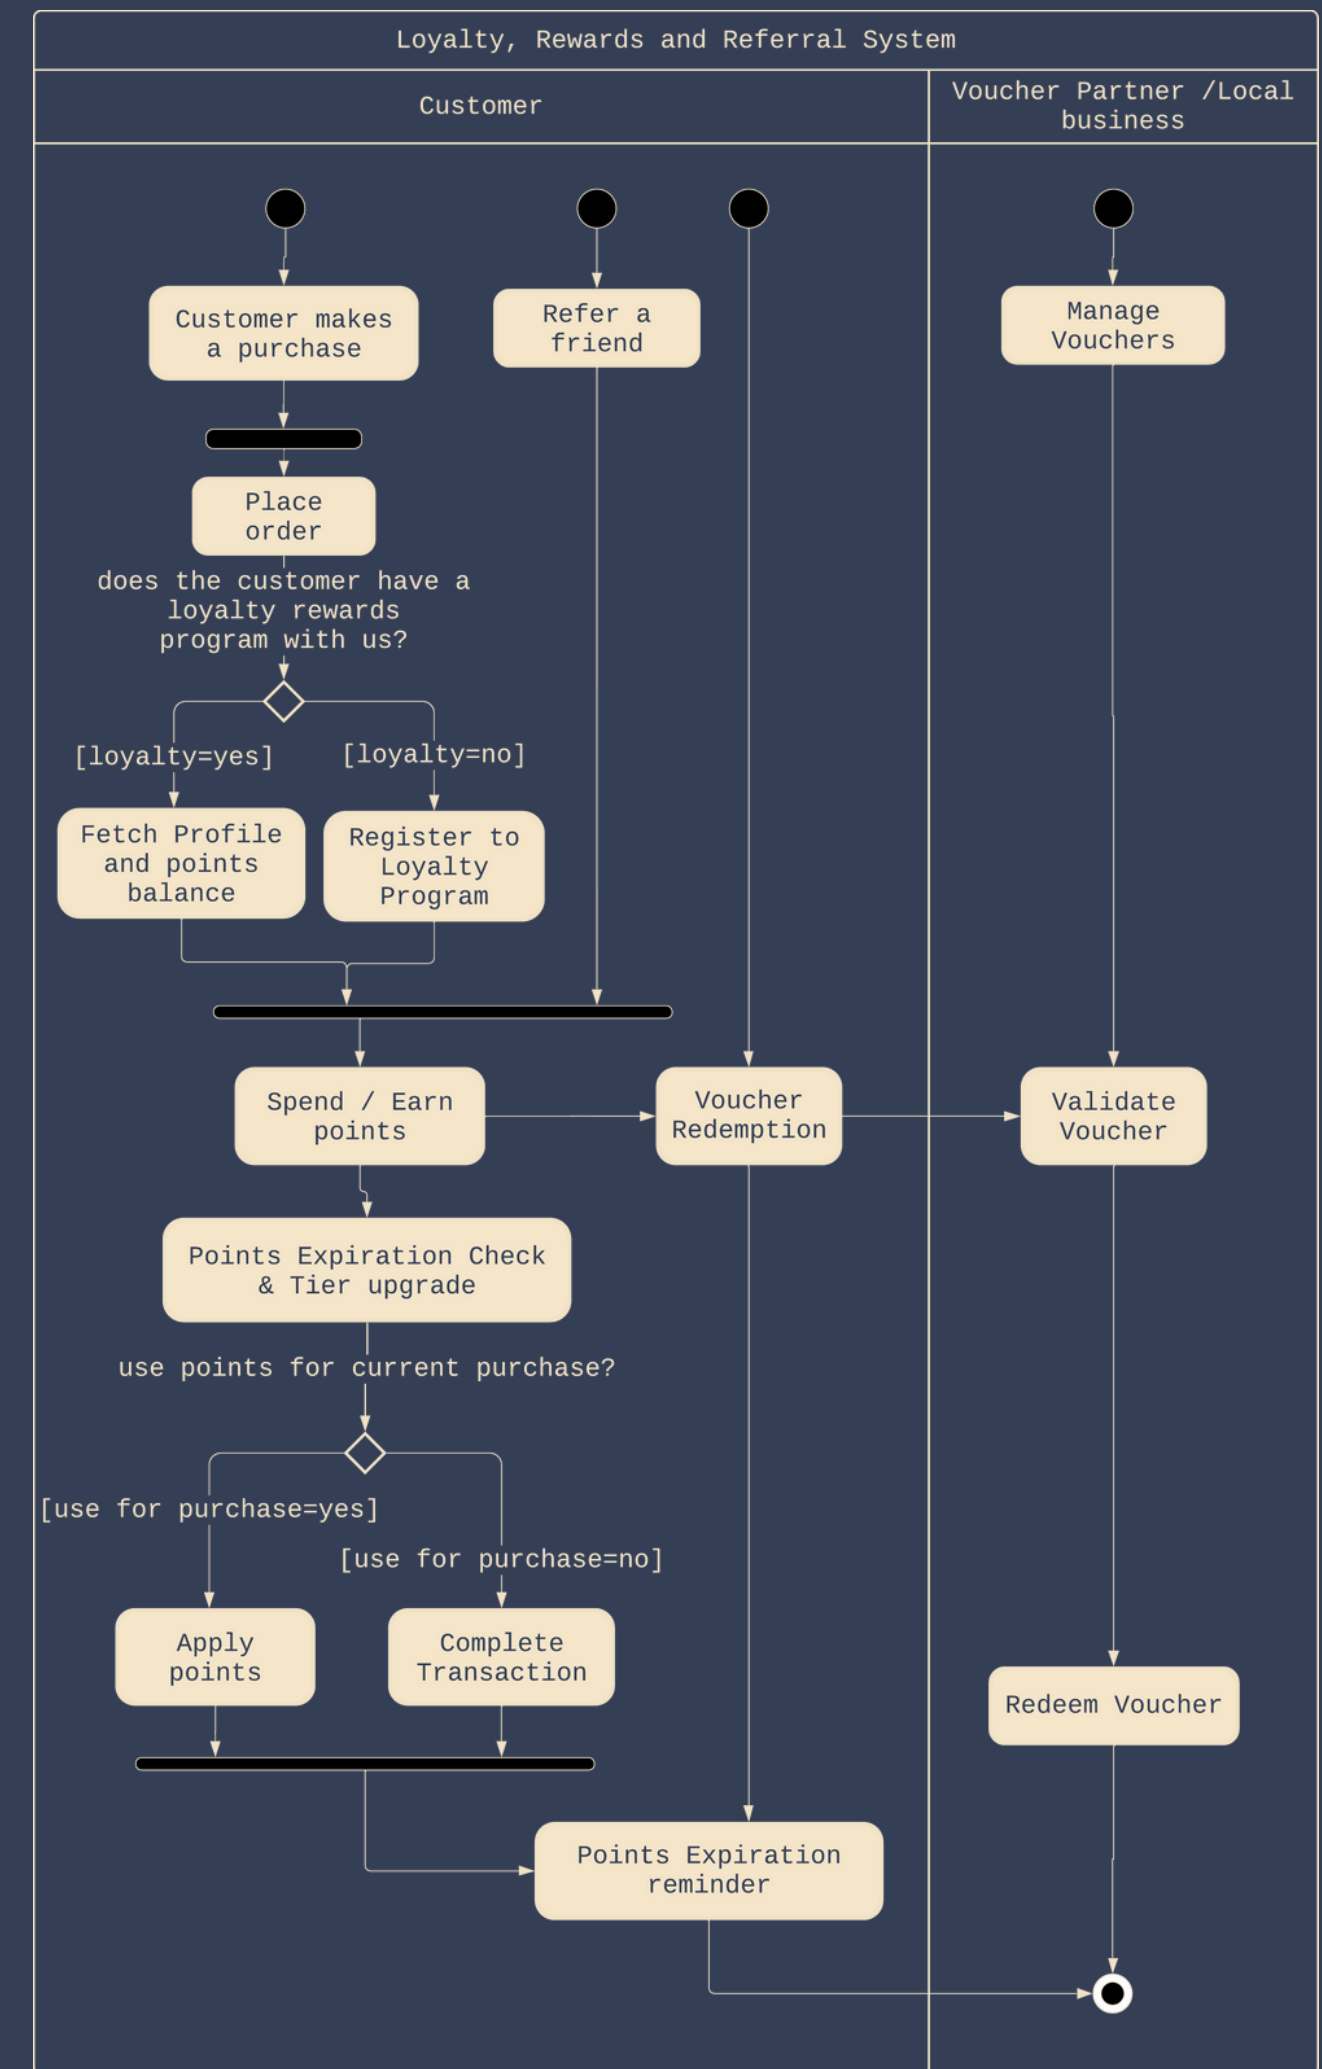 Loyalty, Rewards and Referral System
Customer
Voucher Partner /Local
business
Customer makes
a purchase
Refer a
friend
Manage
Vouchers
Place
order
does the customer have a
loyalty rewards
program with us?
[loyalty=yes]
[loyalty=no]
Fetch Profile
and points
balance
Register to
Loyalty
Program
Spend / Earn
points
Voucher
Redemption
Validate
Voucher
Points Expiration Check
& Tier upgrade
use points for current purchase?
[use for purchase=yes]
[use for purchase=no]
Apply
points
Complete
Transaction
Redeem Voucher
Points Expiration
reminder